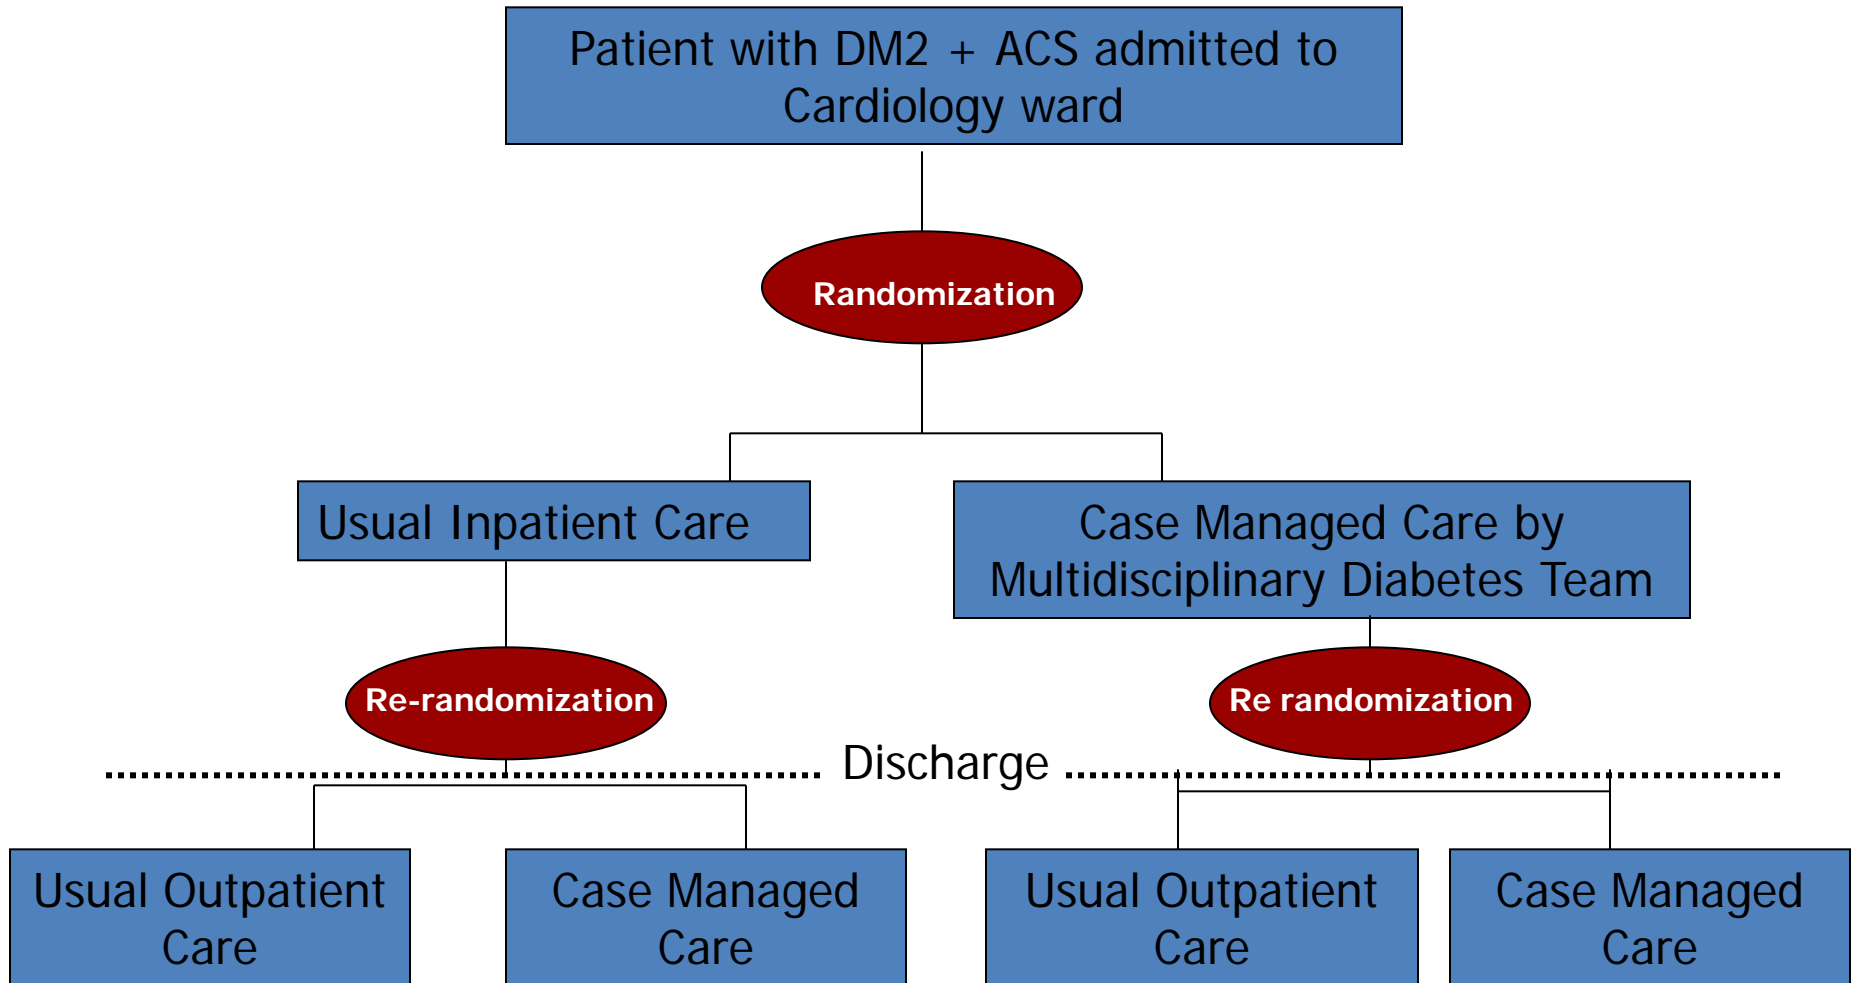 Patient with DM2 + ACS admitted to
Cardiology ward
Randomization
Usual Inpatient Care
Case Managed Care by
Multidisciplinary Diabetes Team
Re-randomization
Re randomization
Discharge
Usual Outpatient
Care
Case Managed
Care
Usual Outpatient
Care
Case Managed
Care